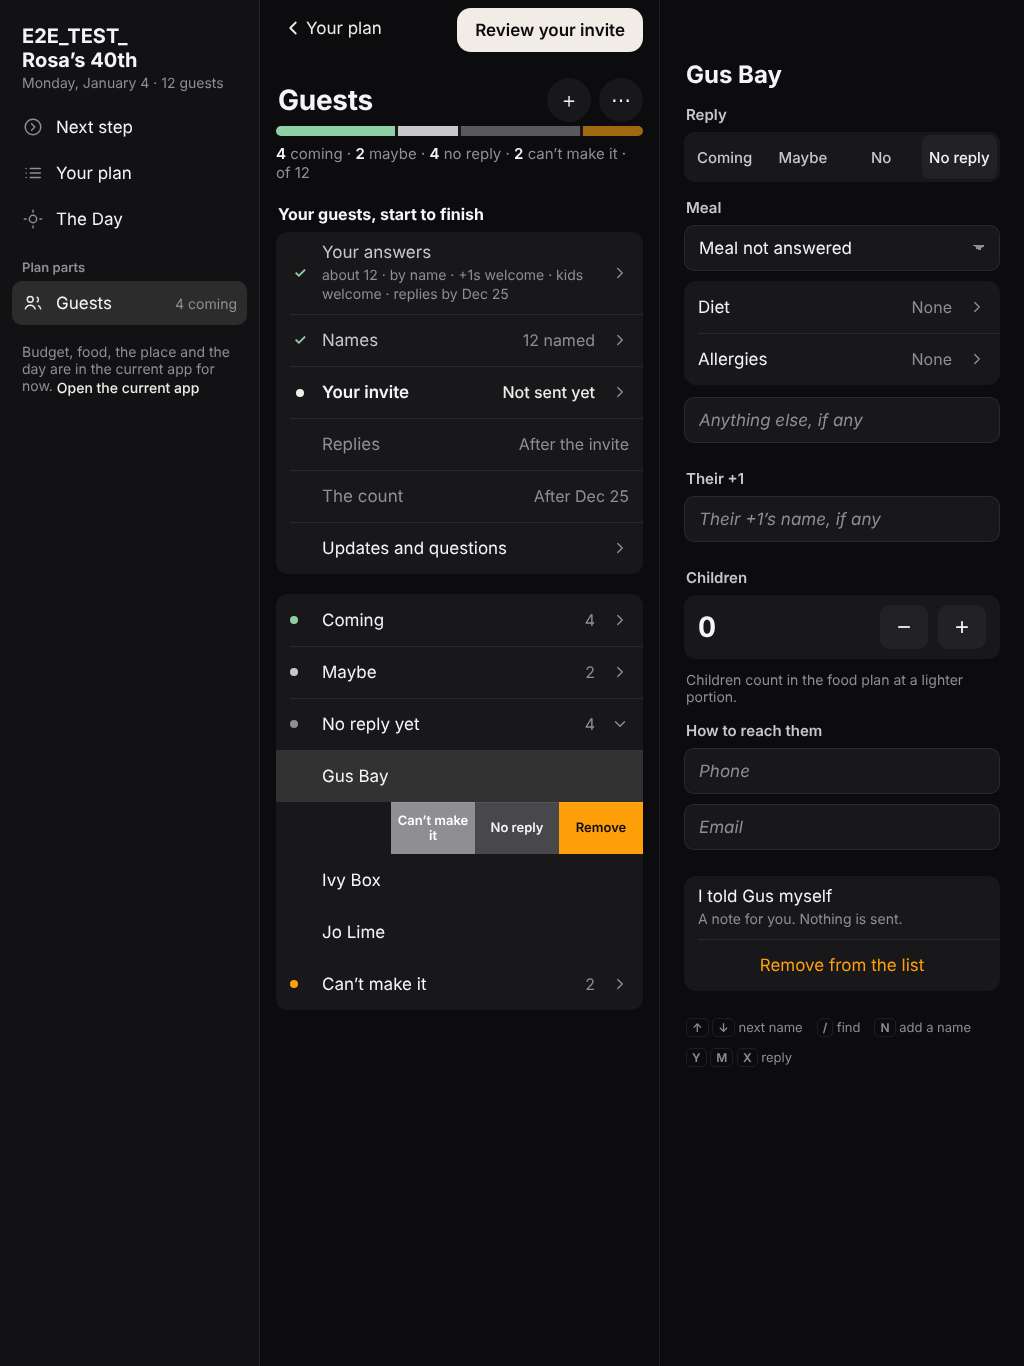 E2E_TEST_
Rosa’s 40th
Monday, January 4 · 12 guests
Next step
Your plan
The Day
Plan parts
Guests 4 coming
Budget, food, the place and the
day are in the current app for
now. Open the current app
Your plan
Review your invite
Guests
+ ···
4 coming · 2 maybe · 4 no reply · 2 can’t make it ·
of 12
Your guests, start to finish
Your answers
about 12 · by name · +1s welcome · kids
welcome · replies by Dec 25
Names 12 named
Your invite Not sent yet
Replies After the invite
The count After Dec 25
Updates and questions
Coming 4
Maybe 2
No reply yet 4
Gus Bay
Can’t make
it
No reply
Remove
Ivy Box
Jo Lime
Can’t make it 2
Gus Bay
Reply
Coming Maybe No No reply
Meal
Meal not answered
Diet None
Allergies None
Anything else, if any
Their +1
Their +1’s name, if any
Children
0 − +
Children count in the food plan at a lighter
portion.
How to reach them
Phone
Email
I told Gus myself
A note for you. Nothing is sent.
Remove from the list
↑ ↓ next name / find N add a name
Y M X reply